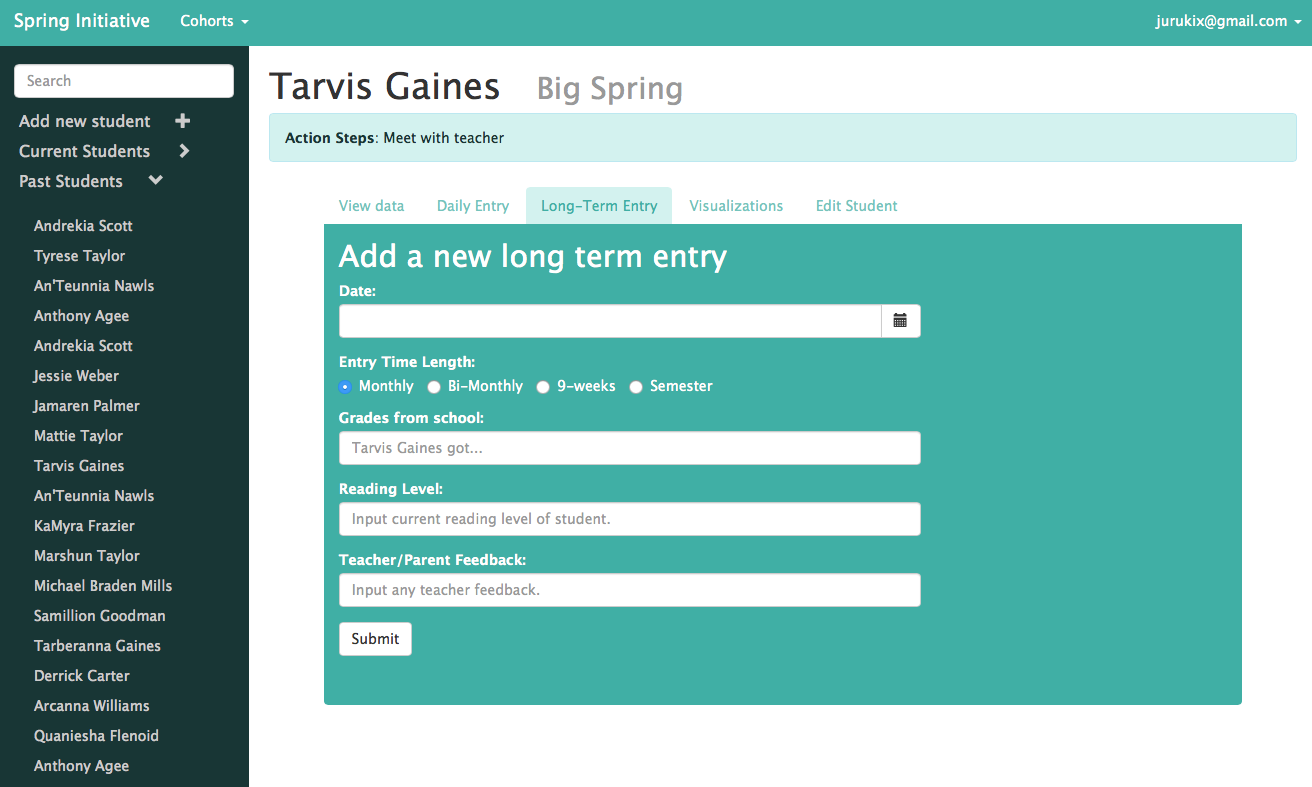 Spring Initiative Cohorts jurukix@gmail.com
Search
Add new student
Current Students
Past Students
Andrekia Scott
Tyrese Taylor
An'Teunnia Nawls
Anthony Agee
Andrekia Scott
Jessie Weber
Jamaren Palmer
Mattie Taylor
Tarvis Gaines
An'Teunnia Nawls
KaMyra Frazier
Marshun Taylor
Michael Braden Mills
Samillion Goodman
Tarberanna Gaines
Derrick Carter
Arcanna Williams
Quaniesha Flenoid
Anthony Agee
Tarvis Gaines Big Spring
Action Steps: Meet with teacher
View data Daily Entry Long-Term Entry Visualizations Edit Student
Add a new long term entry
Date:
Entry Time Length:
Monthly Bi-Monthly 9-weeks Semester
Grades from school:
Tarvis Gaines got...
Reading Level:
Input current reading level of student.
Teacher/Parent Feedback:
Input any teacher feedback.
Submit